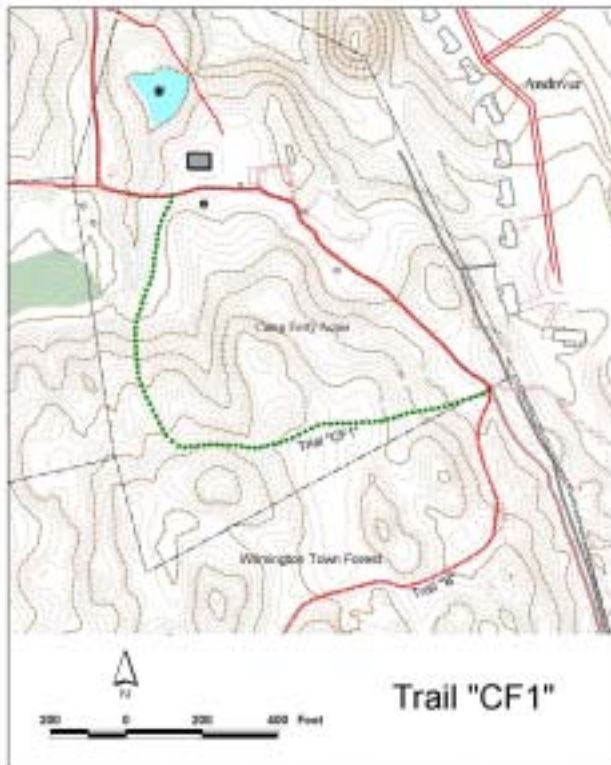 Andover
Camp Forty Acres
Trail "CF1"
Wilmington Town Forest
N
Trail "CF1"
200 0 200 400 Feet